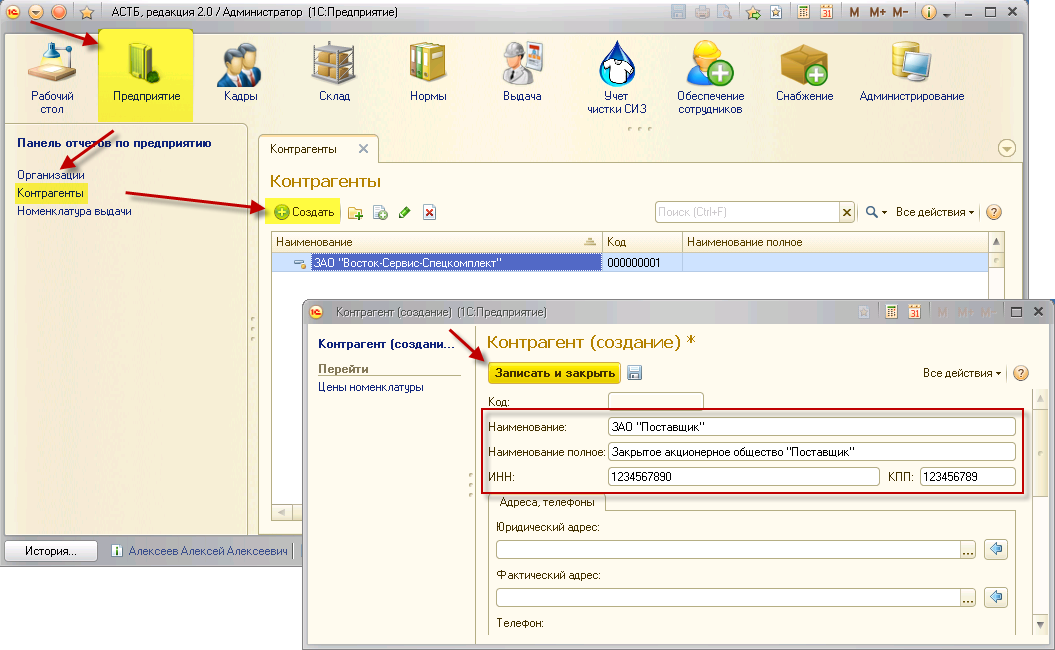 АСТБ, редакция 2.0 / Администратор (1С:Предприятие)
M M+ M-
Рабочий стол
Предприятие
Кадры
Склад
Нормы
Выдача
Учет чистки СИЗ
Обеспечение сотрудников
Снабжение
Администрирование
Панель отчетов по предприятию
Организации
Контрагенты
Номенклатура выдачи
Контрагенты
Контрагенты
Создать
Поиск (Ctrl+F)
Все действия
Наименование Код Наименование полное
ЗАО "Восток-Сервис-Спецкомплект" 000000001
Контрагент (создание) (1С:Предприятие)
M M+ M-
Контрагент (создани...
Перейти
Цены номенклатуры
Контрагент (создание) *
Записать и закрыть
Все действия
Код:
Наименование: ЗАО "Поставщик"
Наименование полное: Закрытое акционерное общество "Поставщик"
ИНН: 1234567890 КПП: 123456789
Адреса, телефоны
Юридический адрес:
...
Фактический адрес:
...
Телефон:
История...
Алексеев Алексей Алексеевич